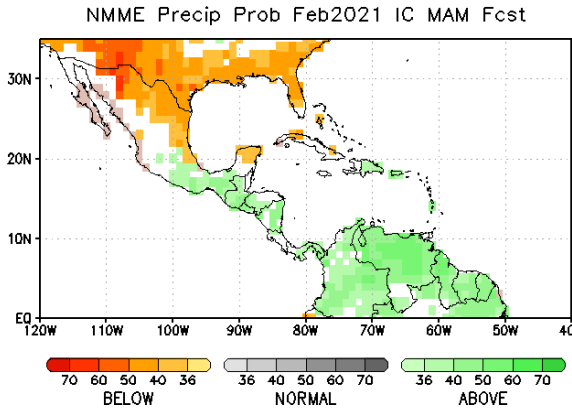 NMME Precip Prob Feb2021 IC MAM Fcst
30N
20N
10N
EQ
120W 110W 100W 90W 80W 70W 60W 50W 40W
70 60 50 40 36 36 40 50 60 70 36 40 50 60 70
BELOW NORMAL ABOVE